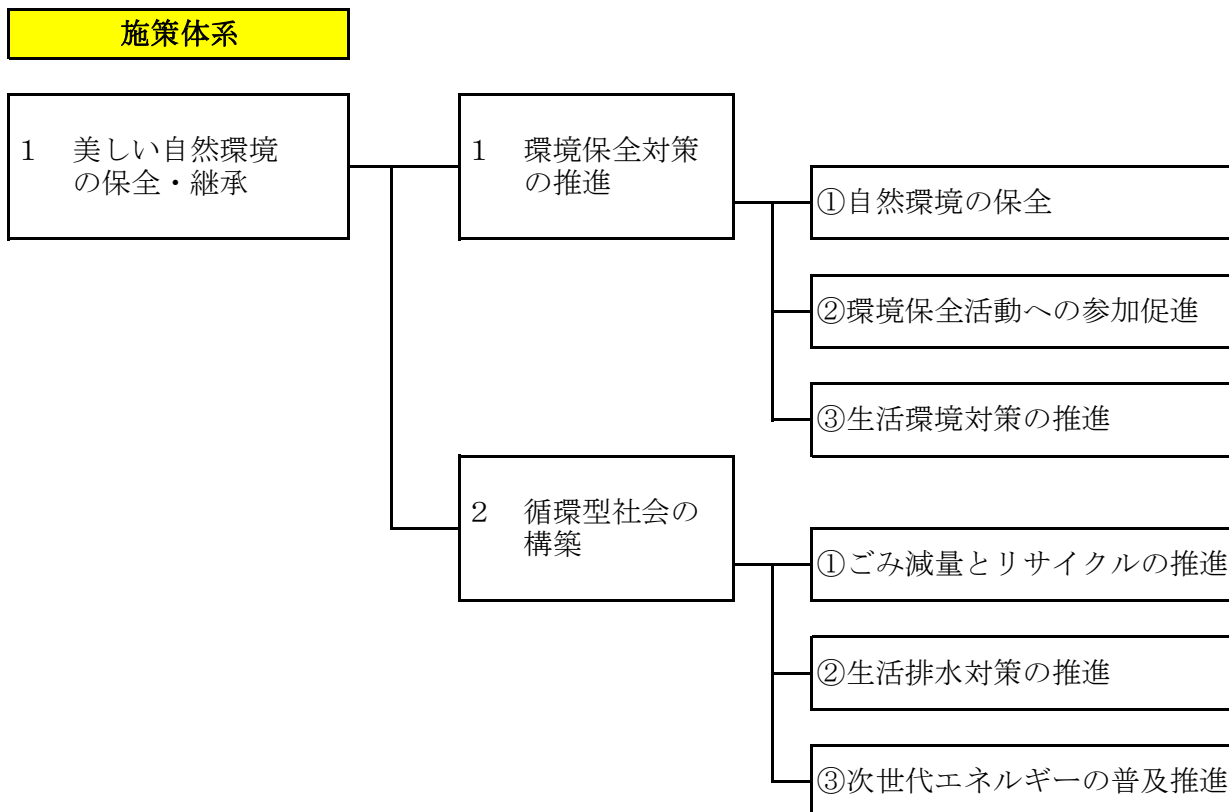 施策体系
１　美しい自然環境
の保全・継承
１　環境保全対策
の推進
①自然環境の保全
②環境保全活動への参加促進
③生活環境対策の推進
２　循環型社会の
構築
①ごみ減量とリサイクルの推進
②生活排水対策の推進
③次世代エネルギーの普及推進